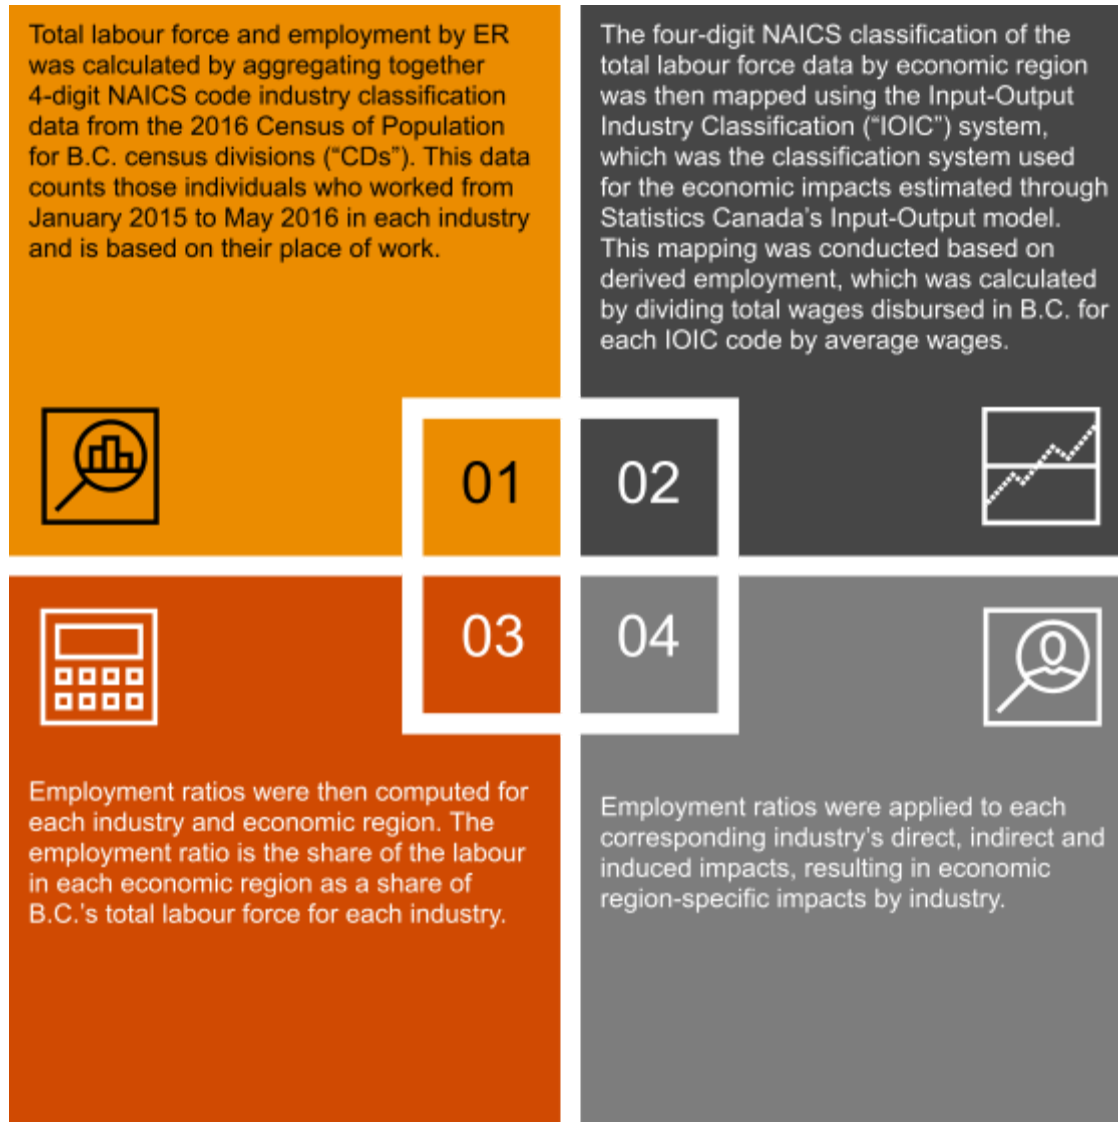 Total labour force and employment by ER
was calculated by aggregating together
4-digit NAICS code industry classification
data from the 2016 Census of Population
for B.C. census divisions (“CDs”). This data
counts those individuals who worked from
January 2015 to May 2016 in each industry
and is based on their place of work.
01
The four-digit NAICS classification of the
total labour force data by economic region
was then mapped using the Input-Output
Industry Classification (“IOIC”) system,
which was the classification system used
for the economic impacts estimated through
Statistics Canada’s Input-Output model.
This mapping was conducted based on
derived employment, which was calculated
by dividing total wages disbursed in B.C. for
each IOIC code by average wages.
02
03
Employment ratios were then computed for
each industry and economic region. The
employment ratio is the share of the labour
in each economic region as a share of
B.C.’s total labour force for each industry.
04
Employment ratios were applied to each
corresponding industry’s direct, indirect and
induced impacts, resulting in economic
region-specific impacts by industry.